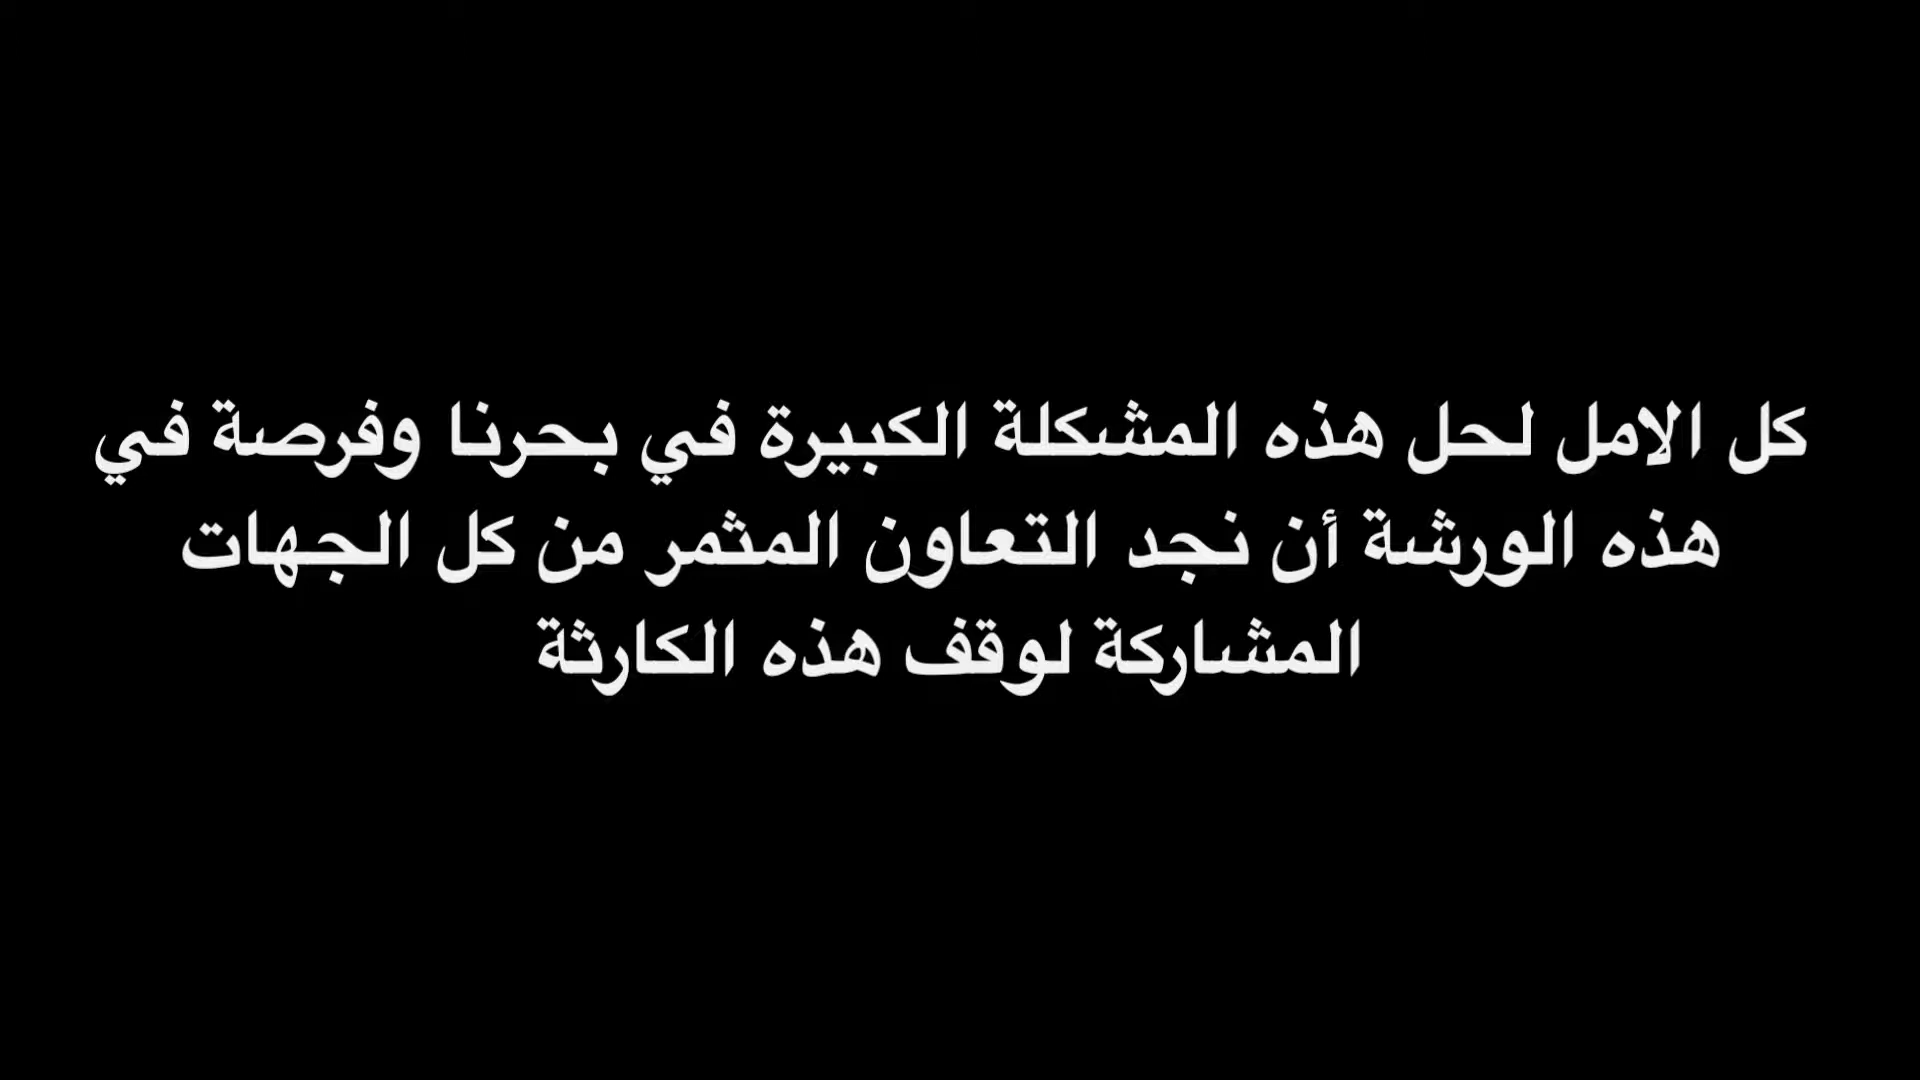 كل الامل لحل هذه المشكلة الكبيرة في بحرنا وفرصة في
هذه الورشة أن نجد التعاون المثمر من كل الجهات
المشاركة لوقف هذه الكارثة